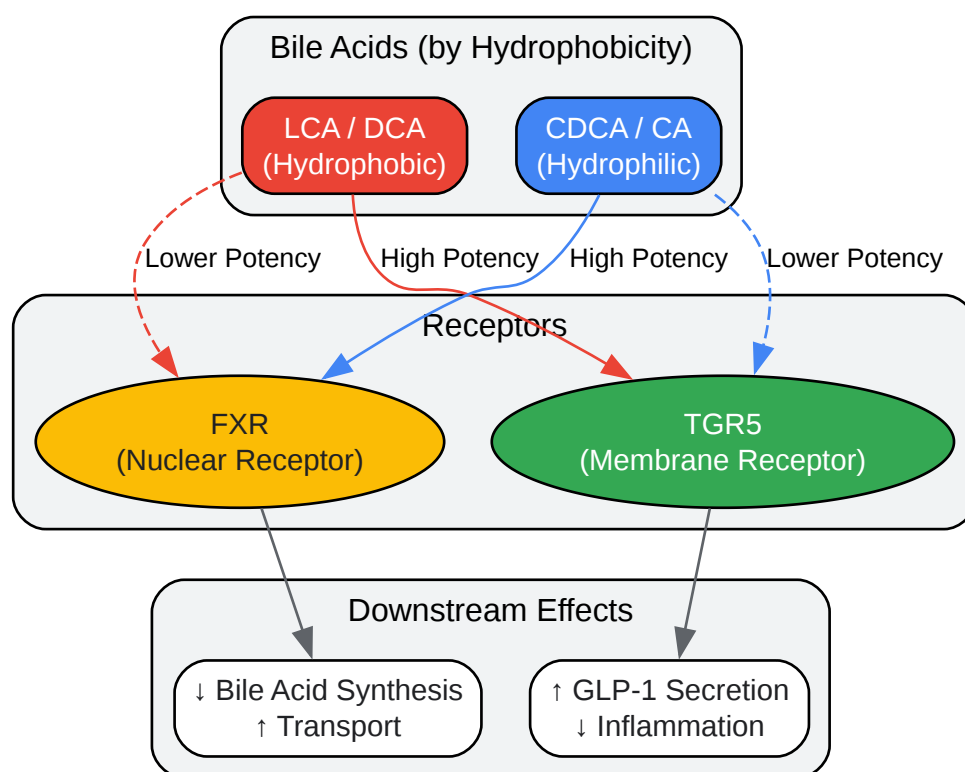 Bile Acids (by Hydrophobicity)
LCA / DCA
(Hydrophobic)
CDCA / CA
(Hydrophilic)
Lower Potency
High Potency
High Potency
Lower Potency
Receptors
FXR
(Nuclear Receptor)
TGR5
(Membrane Receptor)
Downstream Effects
↓ Bile Acid Synthesis
↑ Transport
↑ GLP-1 Secretion
↓ Inflammation